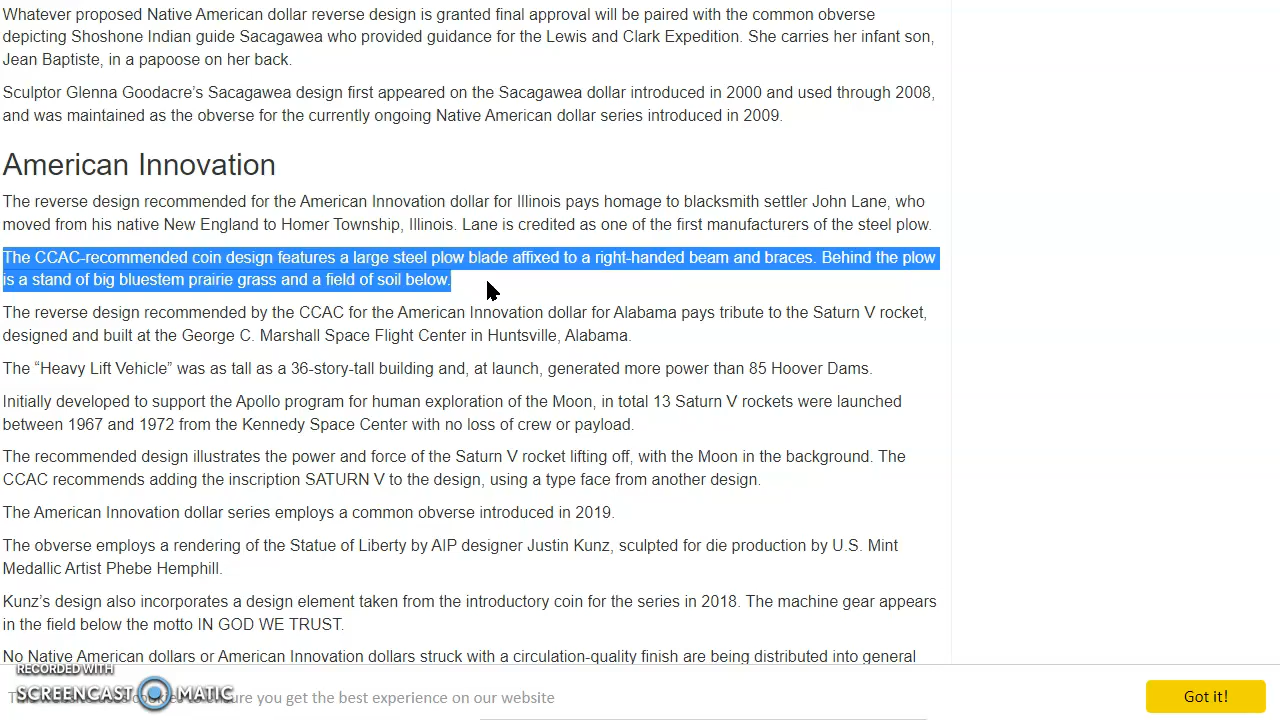 Whatever proposed Native American dollar reverse design is granted final approval will be paired with the common obverse
depicting Shoshone Indian guide Sacagawea who provided guidance for the Lewis and Clark Expedition. She carries her infant son,
Jean Baptiste, in a papoose on her back.
Sculptor Glenna Goodacre’s Sacagawea design first appeared on the Sacagawea dollar introduced in 2000 and used through 2008,
and was maintained as the obverse for the currently ongoing Native American dollar series introduced in 2009.
American Innovation
The reverse design recommended for the American Innovation dollar for Illinois pays homage to blacksmith settler John Lane, who
moved from his native New England to Homer Township, Illinois. Lane is credited as one of the first manufacturers of the steel plow.
The CCAC-recommended coin design features a large steel plow blade affixed to a right-handed beam and braces. Behind the plow
is a stand of big bluestem prairie grass and a field of soil below.
The reverse design recommended by the CCAC for the American Innovation dollar for Alabama pays tribute to the Saturn V rocket,
designed and built at the George C. Marshall Space Flight Center in Huntsville, Alabama.
The “Heavy Lift Vehicle” was as tall as a 36-story-tall building and, at launch, generated more power than 85 Hoover Dams.
Initially developed to support the Apollo program for human exploration of the Moon, in total 13 Saturn V rockets were launched
between 1967 and 1972 from the Kennedy Space Center with no loss of crew or payload.
The recommended design illustrates the power and force of the Saturn V rocket lifting off, with the Moon in the background. The
CCAC recommends adding the inscription SATURN V to the design, using a type face from another design.
The American Innovation dollar series employs a common obverse introduced in 2019.
The obverse employs a rendering of the Statue of Liberty by AIP designer Justin Kunz, sculpted for die production by U.S. Mint
Medallic Artist Phebe Hemphill.
Kunz’s design also incorporates a design element taken from the introductory coin for the series in 2018. The machine gear appears
in the field below the motto IN GOD WE TRUST.
No Native American dollars or American Innovation dollars struck with a circulation-quality finish are being distributed into general
RECORDED WITH
SCREENCAST MATIC
you get the best experience on our website
Got it!